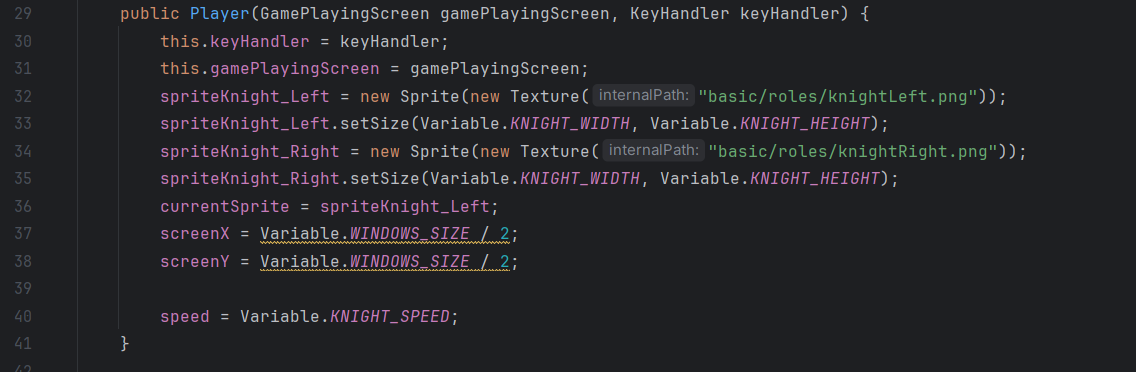 29 public Player(GamePlayingScreen gamePlayingScreen, KeyHandler keyHandler) {
30 this.keyHandler = keyHandler;
31 this.gamePlayingScreen = gamePlayingScreen;
32 spriteKnight_Left = new Sprite(new Texture( internalPath: "basic/roles/knightLeft.png"));
33 spriteKnight_Left.setSize(Variable.KNIGHT_WIDTH, Variable.KNIGHT_HEIGHT);
34 spriteKnight_Right = new Sprite(new Texture( internalPath: "basic/roles/knightRight.png"));
35 spriteKnight_Right.setSize(Variable.KNIGHT_WIDTH, Variable.KNIGHT_HEIGHT);
36 currentSprite = spriteKnight_Left;
37 screenX = Variable.WINDOWS_SIZE / 2;
38 screenY = Variable.WINDOWS_SIZE / 2;
39
40 speed = Variable.KNIGHT_SPEED;
41 }
42